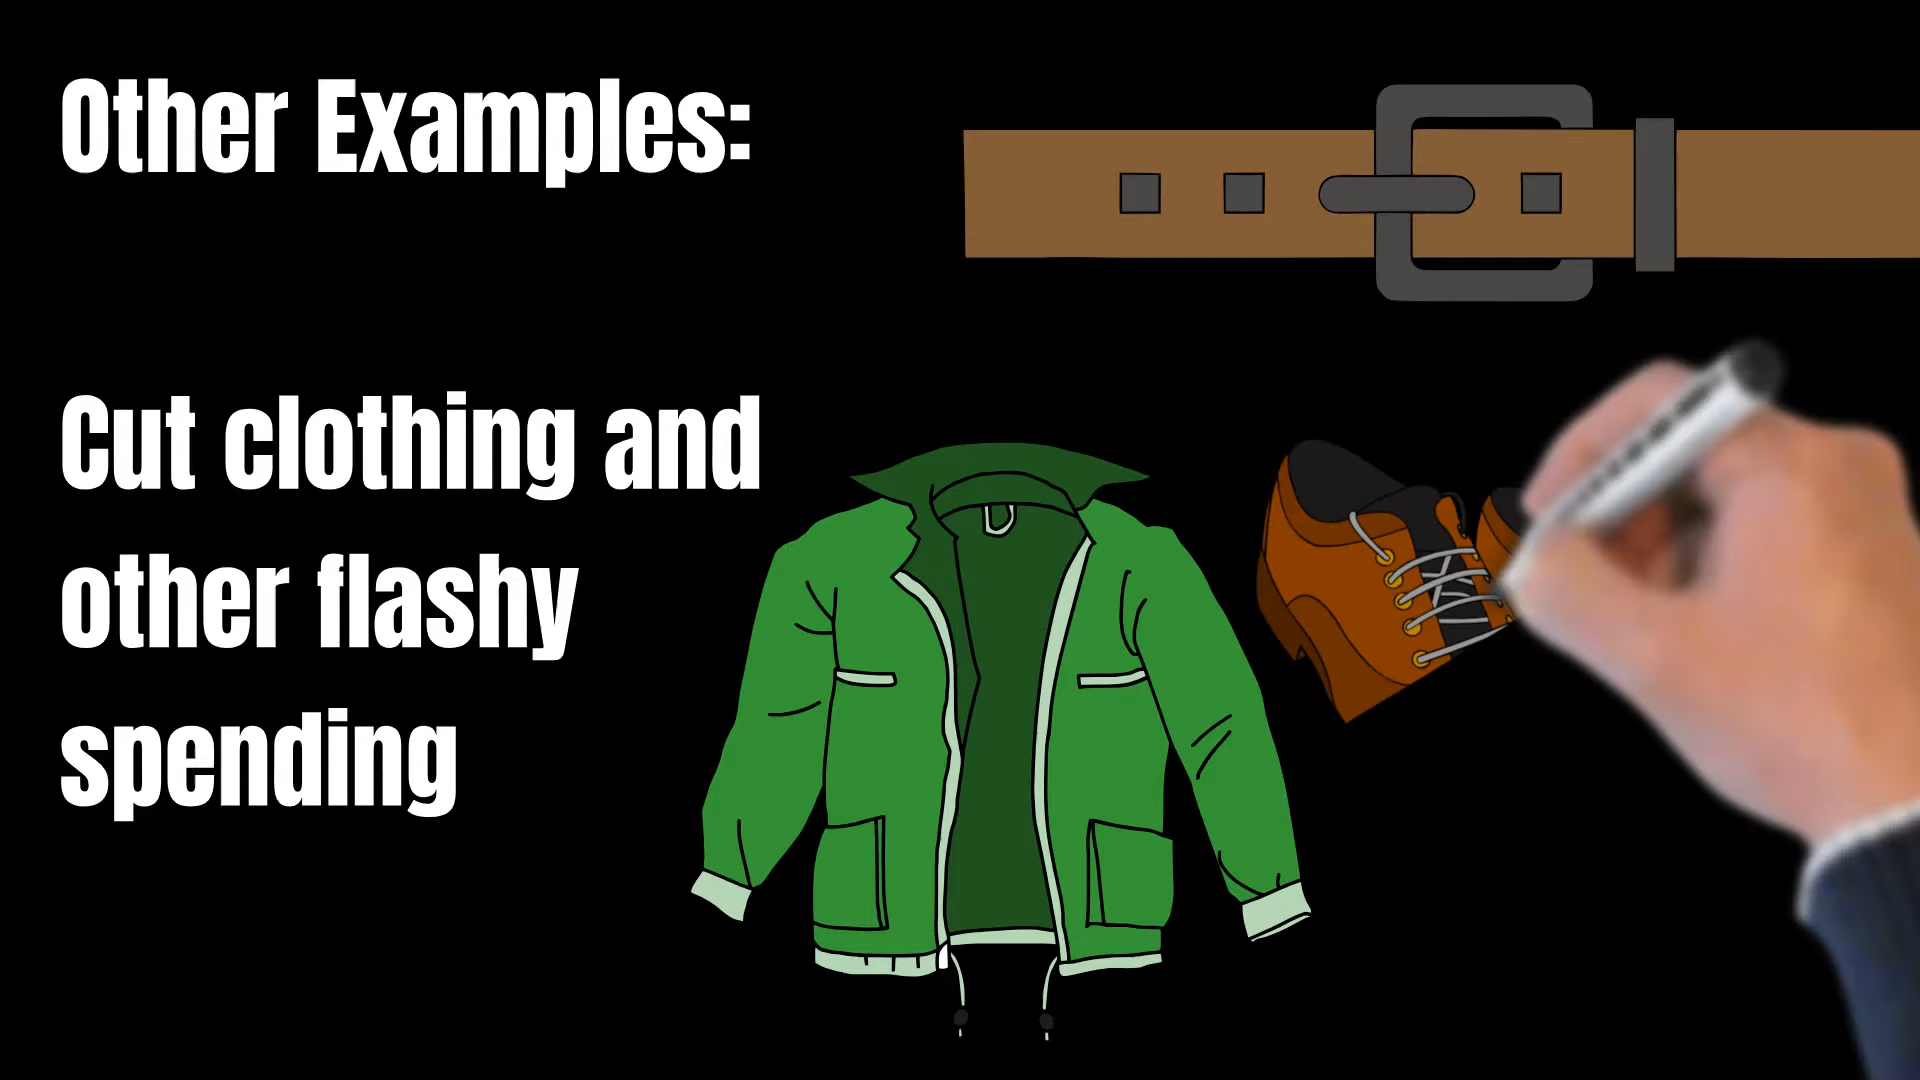 Other Examples:
Cut clothing and
other flashy
spending